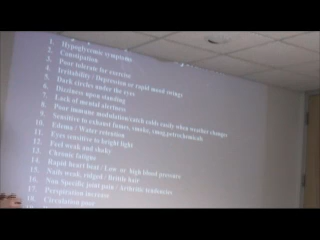 1. Hypoglycemic symptoms
2. Constipation
3. Poor tolerate for exercise
4. Irritability / Depression or rapid mood swings
5. Dark circles under the eyes
6. Dizziness upon standing
7. Lack of mental alertness
8. Poor immune modulation,catch colds easily when weather changes
9. Sensitive to exhaust fumes, smoke, smog,petrochemicals
10. Edema / Water retention
11. Eyes sensitive to bright light
12. Feel weak and shaky
13. Chronic fatigue
14. Rapid heart beat / Low or high blood pressure
15. Nails weak, ridged / Brittle hair
16. Non Specific joint pain / Arthritic tendencies
17. Perspiration increase
18. Circulation poor